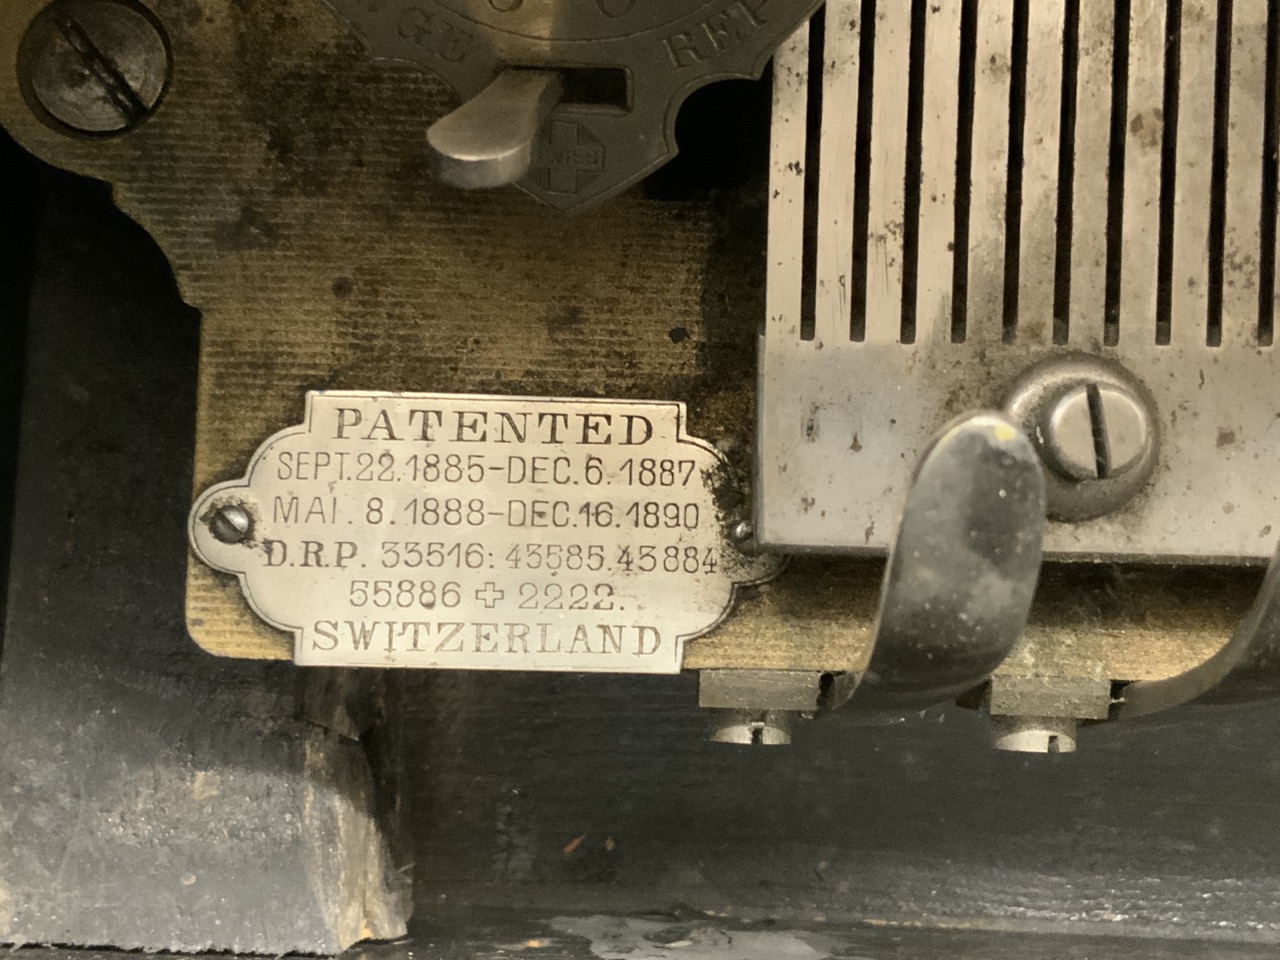 SWISS
PATENTED
SEPT.22.1885-DEC.6.1887
MAI.8.1888-DEC.16.1890
D.R.P. 33516: 43585.43884
55886 ✚ 2222.
SWITZERLAND